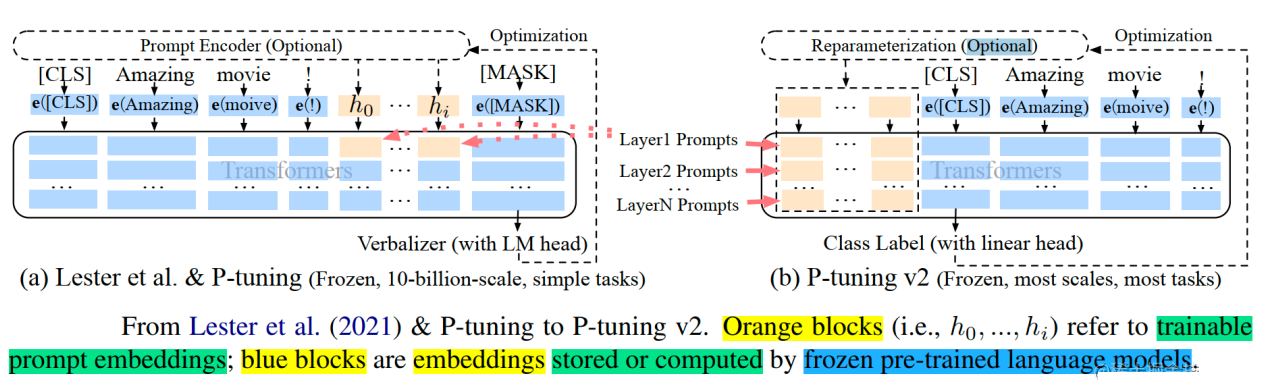 Prompt Encoder (Optional)
Optimization
[CLS] Amazing movie ! [MASK]
e([CLS]) e(Amazing) e(moive) e(!) h0 ... hi e([MASK])
Transformers
...
Verbalizer (with LM head)
(a) Lester et al. & P-tuning (Frozen, 10-billion-scale, simple tasks)
Layer1 Prompts
Layer2 Prompts
...
LayerN Prompts
Reparameterization (Optional)
Optimization
[CLS] Amazing movie !
... e([CLS]) e(Amazing) e(moive) e(!)
Transformers
...
Class Label (with linear head)
(b) P-tuning v2 (Frozen, most scales, most tasks)
From Lester et al. (2021) & P-tuning to P-tuning v2. Orange blocks (i.e., h0, ..., hi) refer to trainable
prompt embeddings; blue blocks are embeddings stored or computed by frozen pre-trained language models.